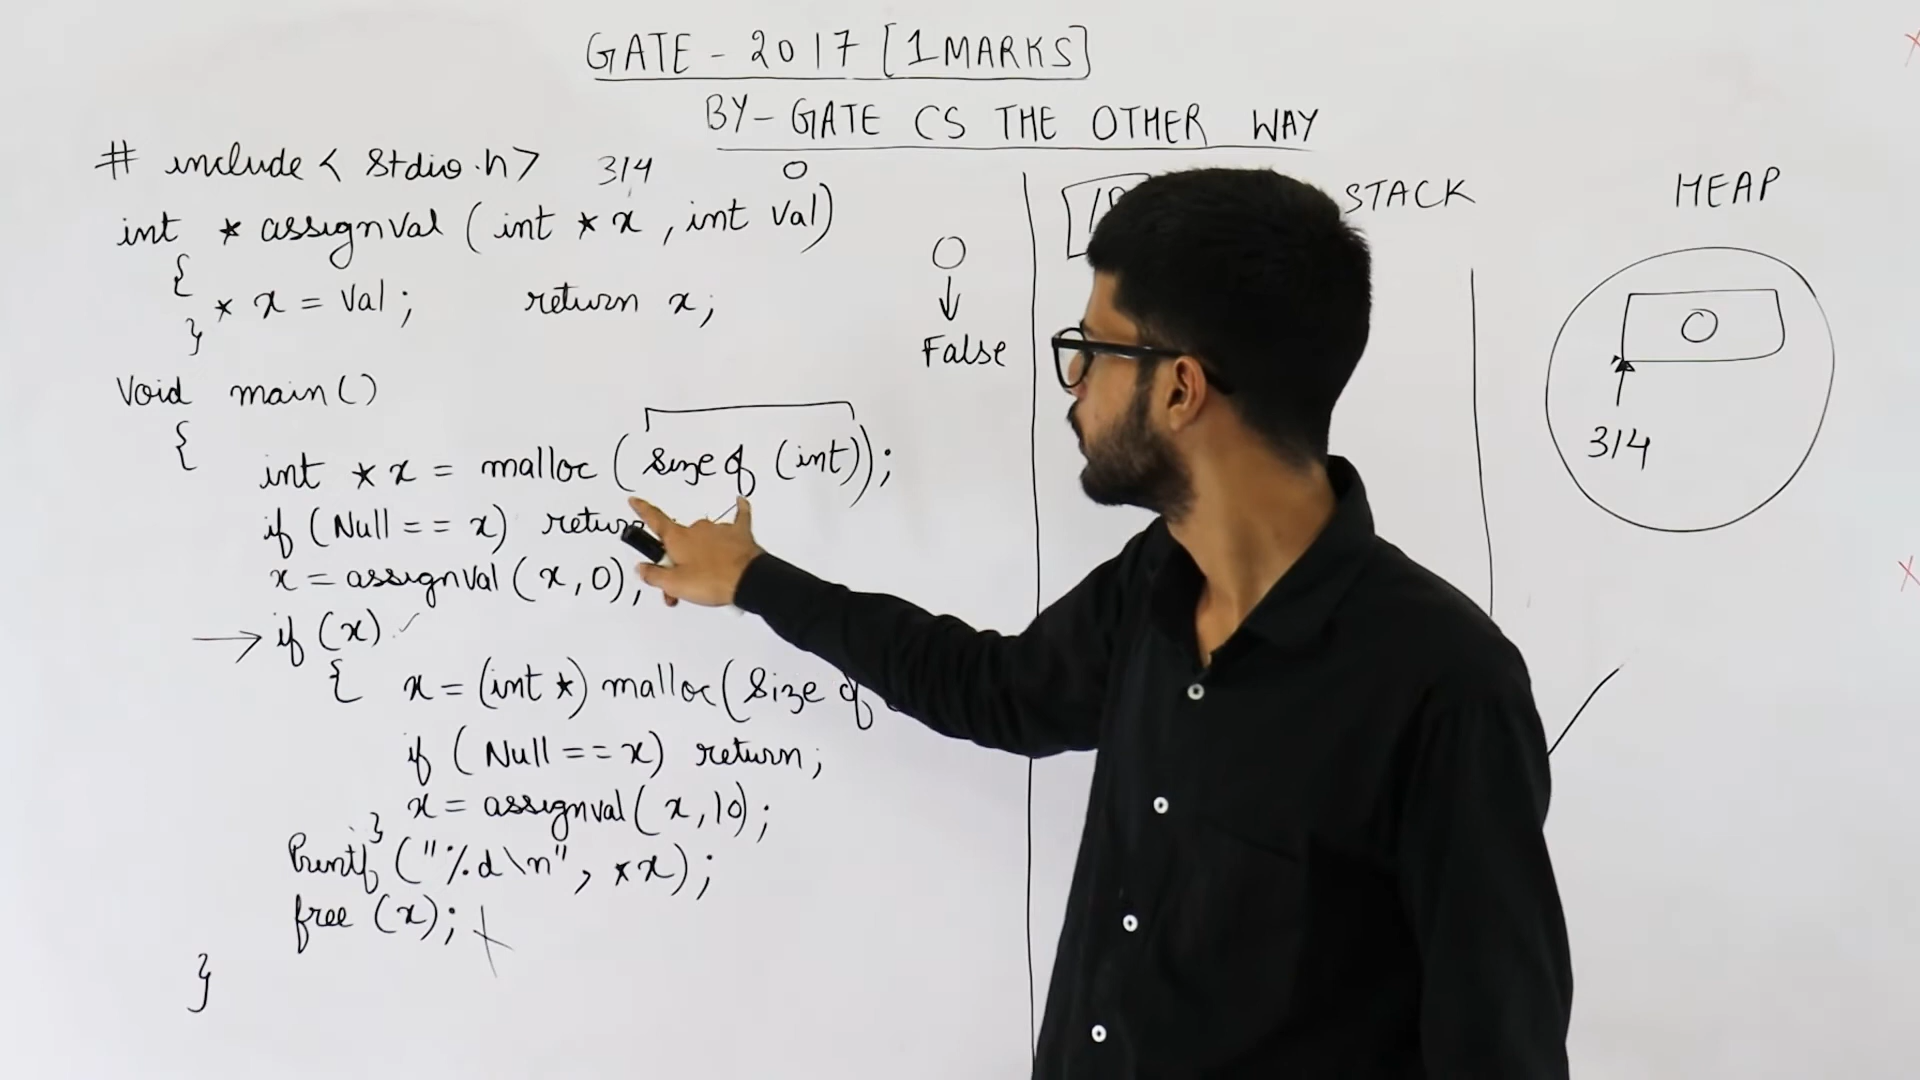 GATE - 2017 [1 MARKS]
BY - GATE CS THE OTHER WAY
# include < stdio.h> 314 0
int * assignval ( int * x , int val)
{
* x = val ; return x ;
}
void main ( )
{
int * x = malloc ( size of (int) ) ;
if ( Null == x )
x = assignval ( x , 0 ) ;
→ if (x) ✓
{ x = (int *) malloc ( size of
if ( Null == x ) return ;
x = assignval ( x , 10 ) ;
}
Printf ( "%d\n" , *x ) ;
free (x) ;
}
0
↓
False
STACK
HEAP
0
314